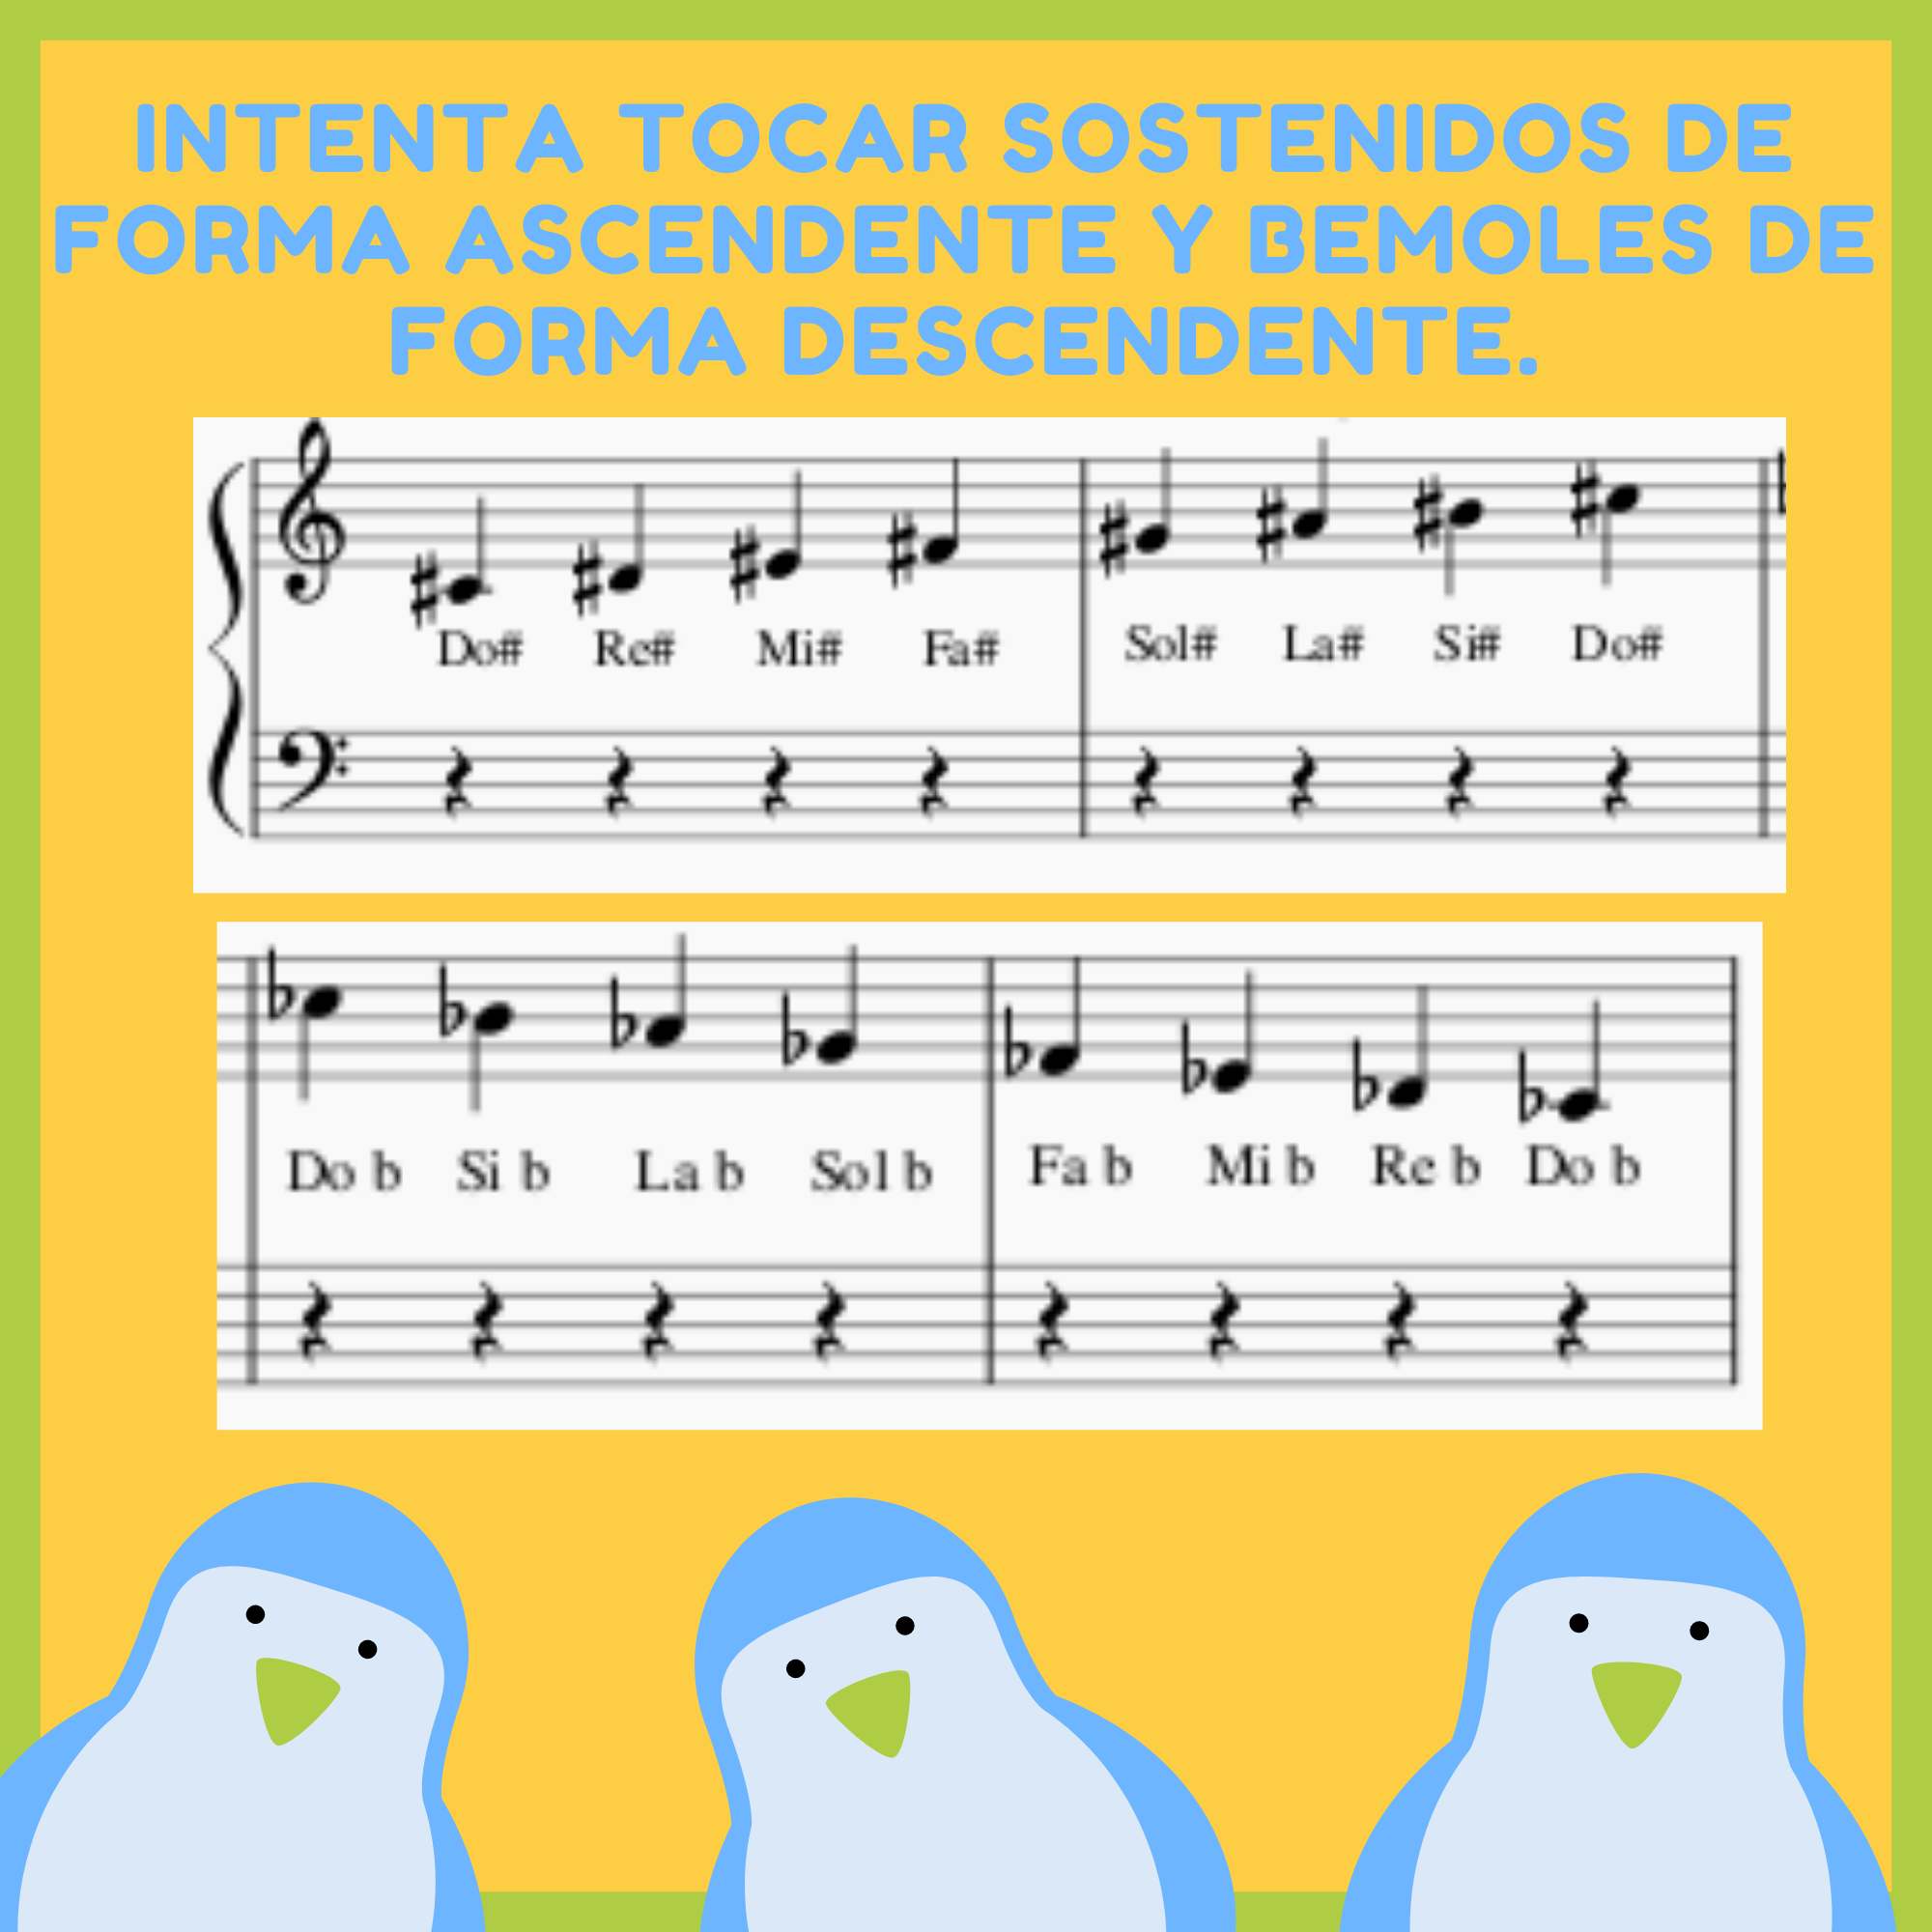 INTENTA TOCAR SOSTENIDOS DE
FORMA ASCENDENTE Y BEMOLES DE
FORMA DESCENDENTE.
Do# Re# Mi# Fa# Sol# La# Si# Do#
Do b Si b La b Sol b Fa b Mi b Re b Do b